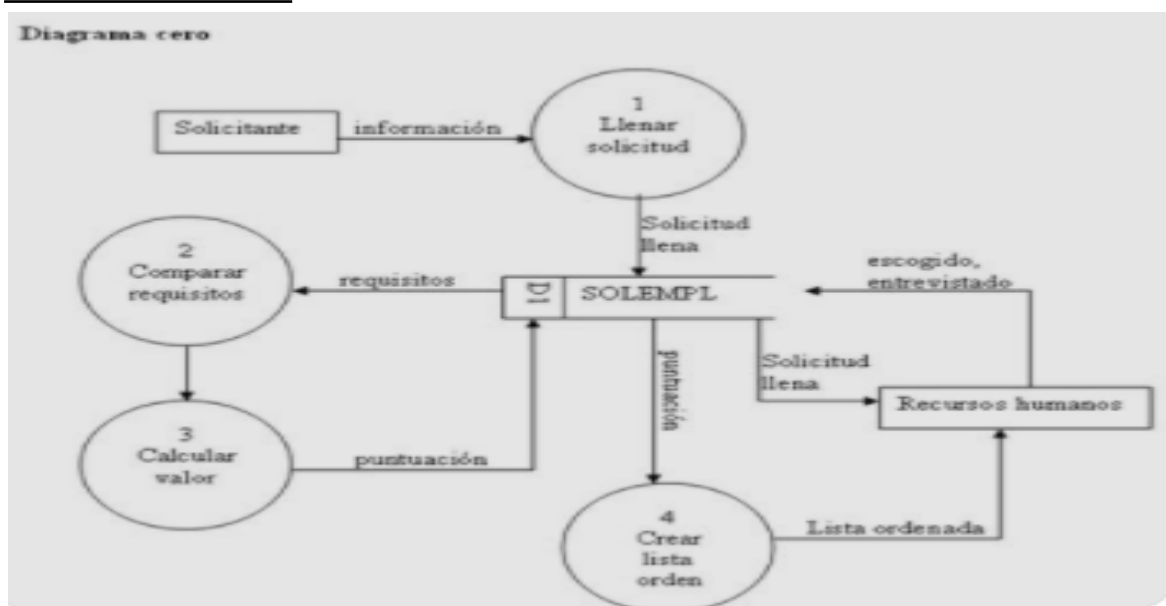 Diagrama cero
Solicitante
información
1
Llenar
solicitud
Solicitud
llena
2
Comparar
requisitos
requisitos
D1
SOLEMPL
escogido,
entrevistado
puntuación
Solicitud
llena
Recursos humanos
3
Calcular
valor
puntuación
4
Crear
lista
orden
Lista ordenada